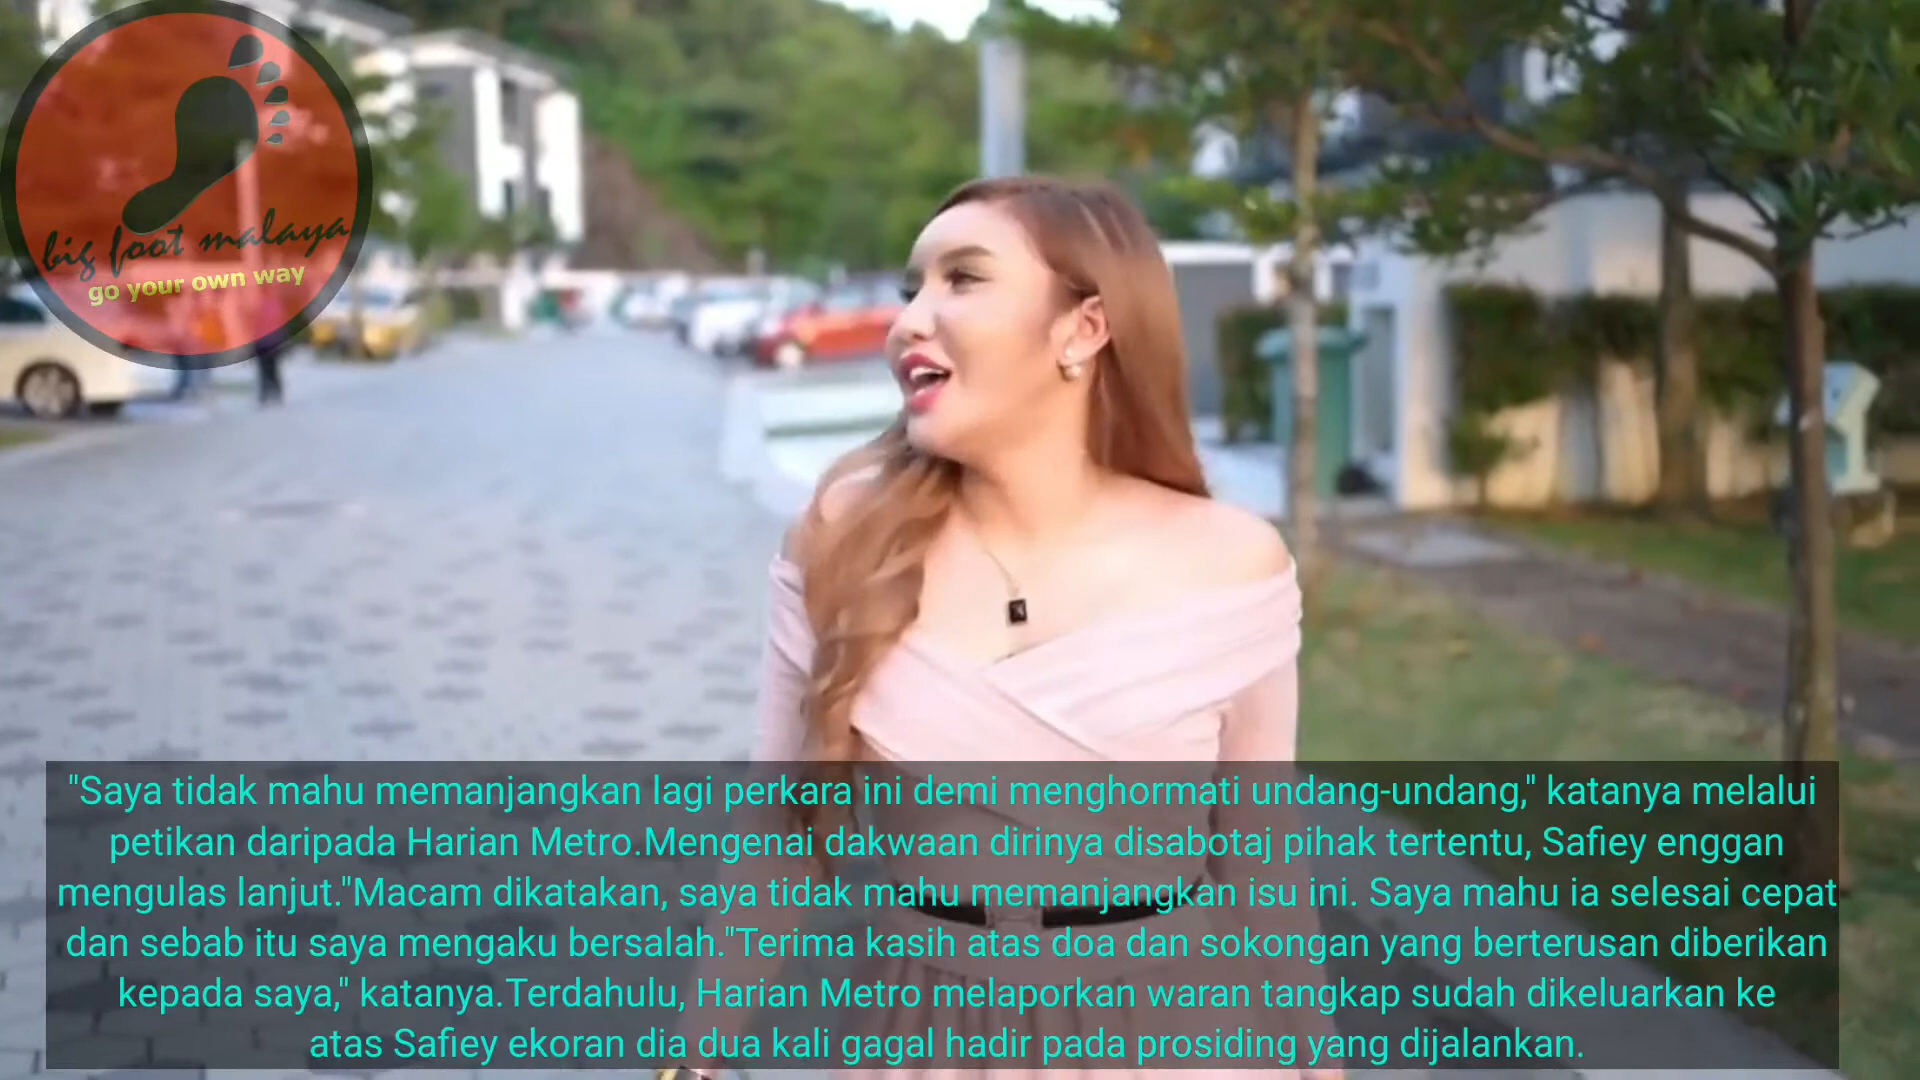 big foot malaya
go your own way
"Saya tidak mahu memanjangkan lagi perkara ini demi menghormati undang-undang," katanya melalui
petikan daripada Harian Metro.Mengenai dakwaan dirinya disabotaj pihak tertentu, Safiey enggan
mengulas lanjut."Macam dikatakan, saya tidak mahu memanjangkan isu ini. Saya mahu ia selesai cepat
dan sebab itu saya mengaku bersalah."Terima kasih atas doa dan sokongan yang berterusan diberikan
kepada saya," katanya.Terdahulu, Harian Metro melaporkan waran tangkap sudah dikeluarkan ke
atas Safiey ekoran dia dua kali gagal hadir pada prosiding yang dijalankan.